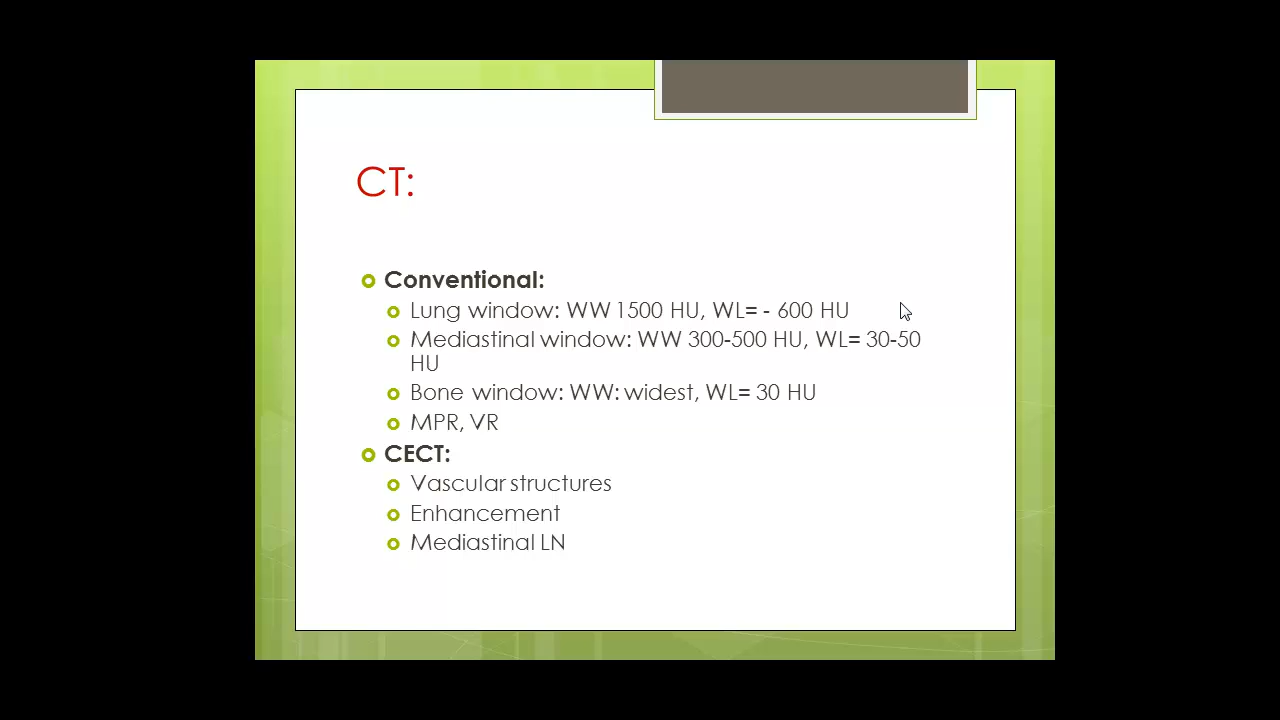 CT:
Conventional:
Lung window: WW 1500 HU, WL= - 600 HU
Mediastinal window: WW 300-500 HU, WL= 30-50
HU
Bone window: WW: widest, WL= 30 HU
MPR, VR
CECT:
Vascular structures
Enhancement
Mediastinal LN